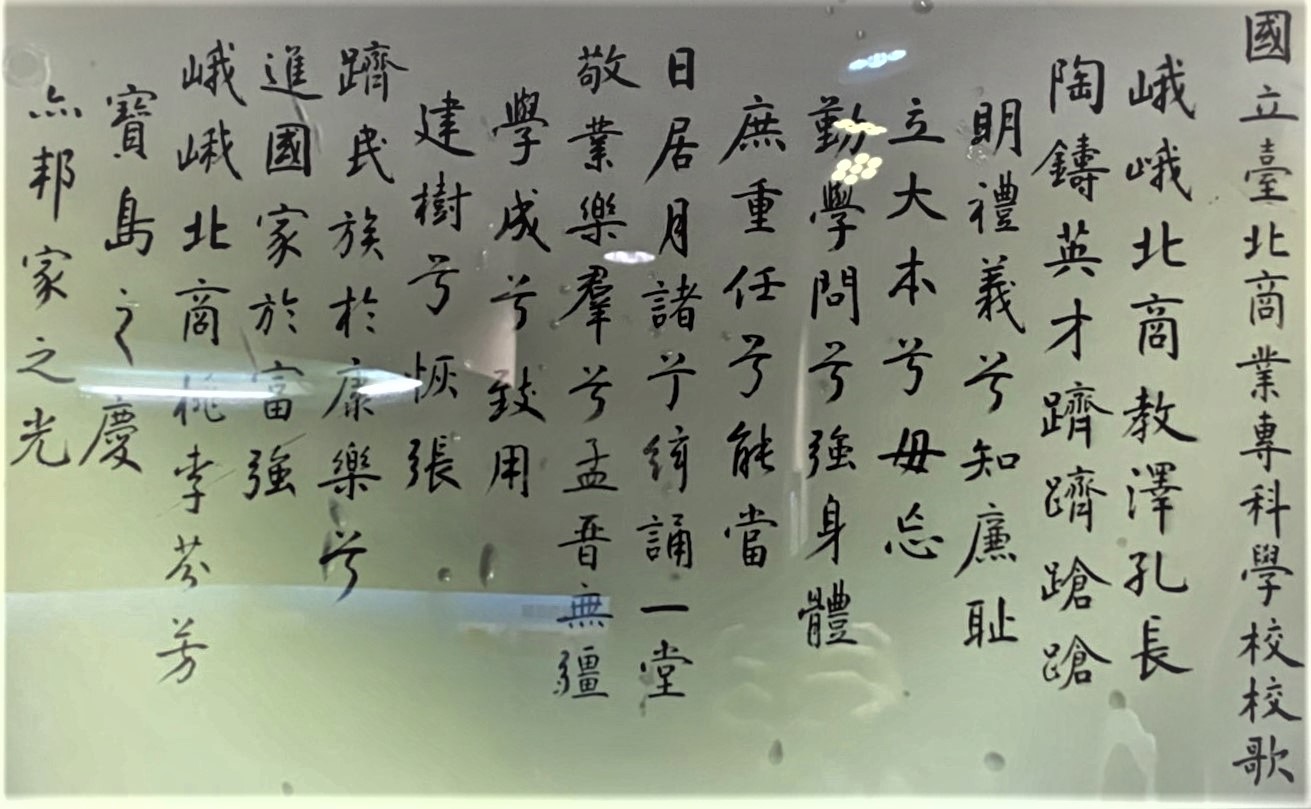 國立臺北商業專科學校校歌
峨峨北商教澤孔長
陶鑄英才躋躋蹌蹌
明禮義兮知廉恥
立大本兮毋忘
勤學問兮強身體
庶重任兮能當
日居月諸兮絃誦一堂
敬業樂羣兮孟晉無疆
學成兮致用
建樹兮恢張
躋民族於康樂兮
進國家於富強
峨峨北商桃李芬芳
寶島之慶
亦邦家之光